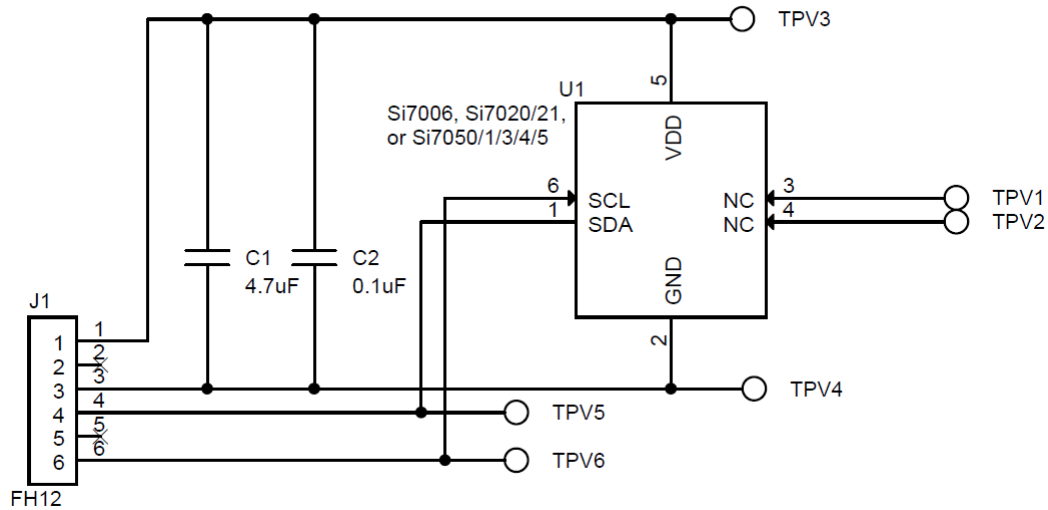 TPV3
5
U1
Si7006, Si7020/21,
or Si7050/1/3/4/5
VDD
6
SCL
NC
3
TPV1
1
SDA
NC
4
TPV2
C1
4.7uF
C2
0.1uF
GND
2
J1
1
1
2
2
3
3
TPV4
4
4
TPV5
5
5
6
6
TPV6
FH12